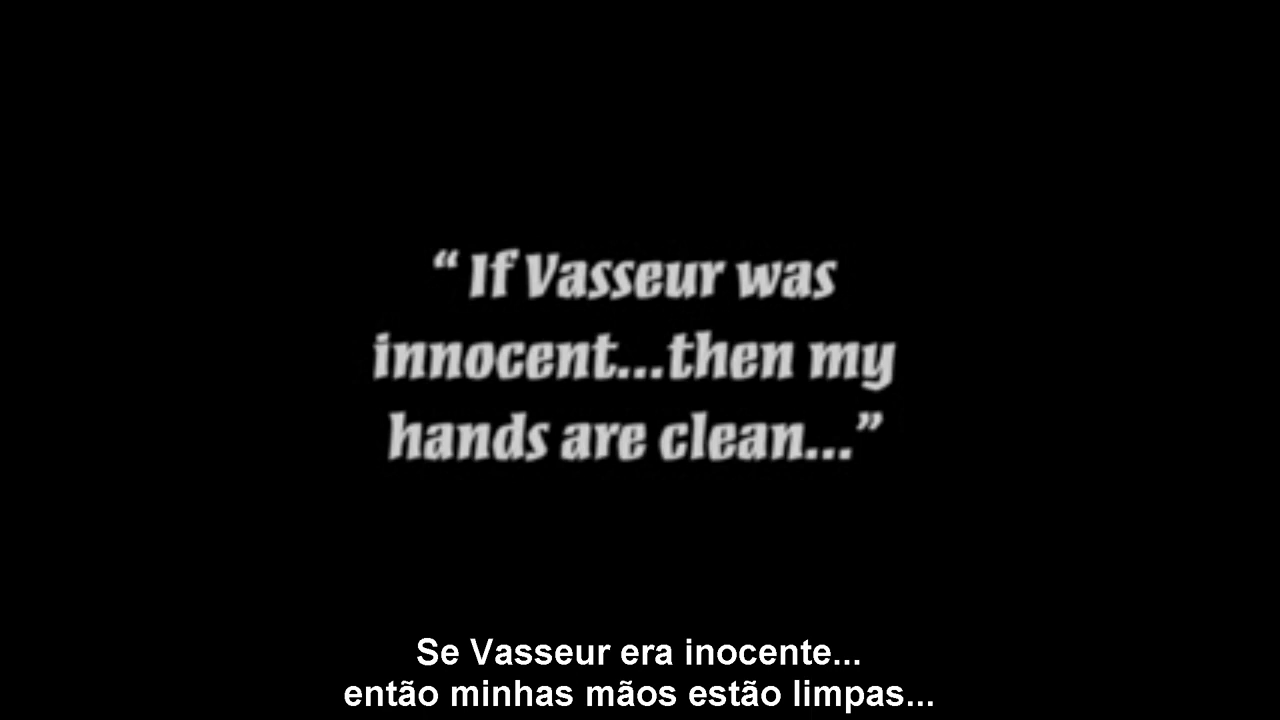 “ If Vasseur was
innocent...then my
hands are clean...”
Se Vasseur era inocente...
então minhas mãos estão limpas...